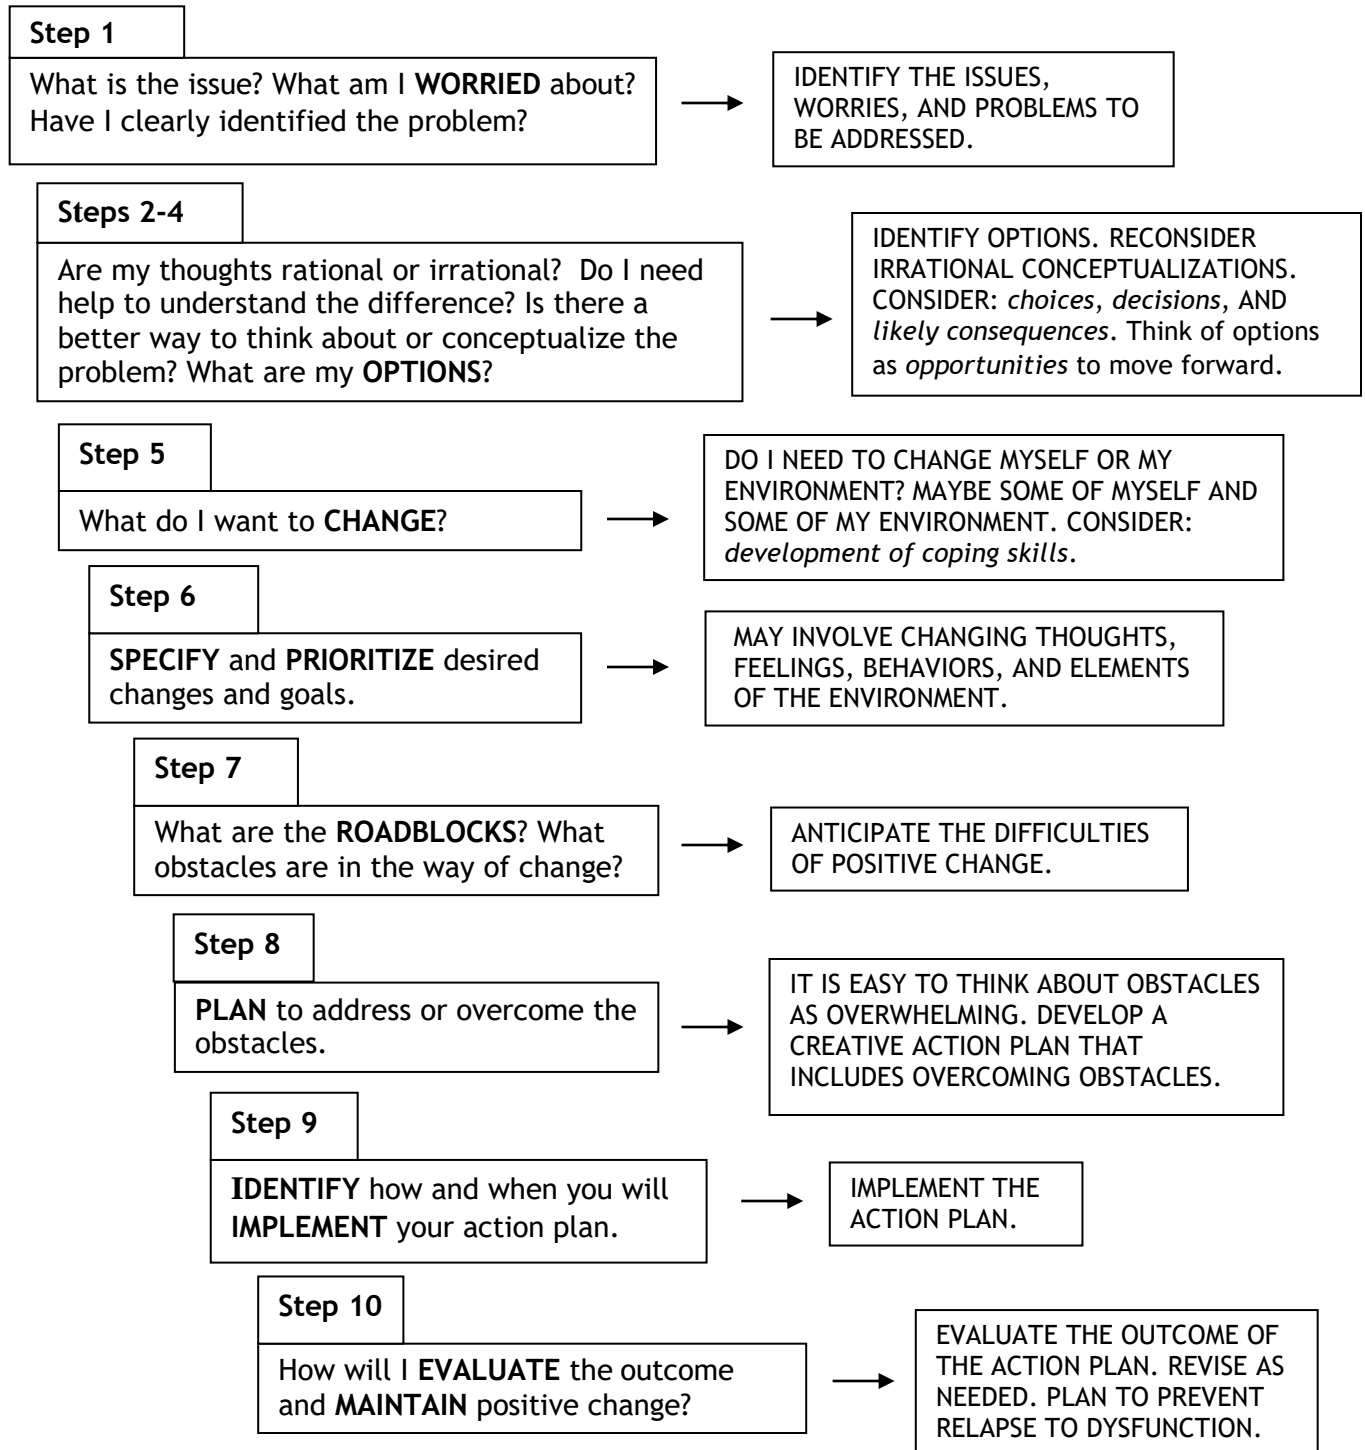 Step 1
What is the issue? What am I WORRIED about?
Have I clearly identified the problem?
IDENTIFY THE ISSUES,
WORRIES, AND PROBLEMS TO
BE ADDRESSED.
Steps 2-4
Are my thoughts rational or irrational? Do I need
help to understand the difference? Is there a
better way to think about or conceptualize the
problem? What are my OPTIONS?
IDENTIFY OPTIONS. RECONSIDER
IRRATIONAL CONCEPTUALIZATIONS.
CONSIDER: choices, decisions, AND
likely consequences. Think of options
as opportunities to move forward.
Step 5
What do I want to CHANGE?
DO I NEED TO CHANGE MYSELF OR MY
ENVIRONMENT? MAYBE SOME OF MYSELF AND
SOME OF MY ENVIRONMENT. CONSIDER:
development of coping skills.
Step 6
SPECIFY and PRIORITIZE desired
changes and goals.
MAY INVOLVE CHANGING THOUGHTS,
FEELINGS, BEHAVIORS, AND ELEMENTS
OF THE ENVIRONMENT.
Step 7
What are the ROADBLOCKS? What
obstacles are in the way of change?
ANTICIPATE THE DIFFICULTIES
OF POSITIVE CHANGE.
Step 8
PLAN to address or overcome the
obstacles.
IT IS EASY TO THINK ABOUT OBSTACLES
AS OVERWHELMING. DEVELOP A
CREATIVE ACTION PLAN THAT
INCLUDES OVERCOMING OBSTACLES.
Step 9
IDENTIFY how and when you will
IMPLEMENT your action plan.
IMPLEMENT THE
ACTION PLAN.
Step 10
How will I EVALUATE the outcome
and MAINTAIN positive change?
EVALUATE THE OUTCOME OF
THE ACTION PLAN. REVISE AS
NEEDED. PLAN TO PREVENT
RELAPSE TO DYSFUNCTION.